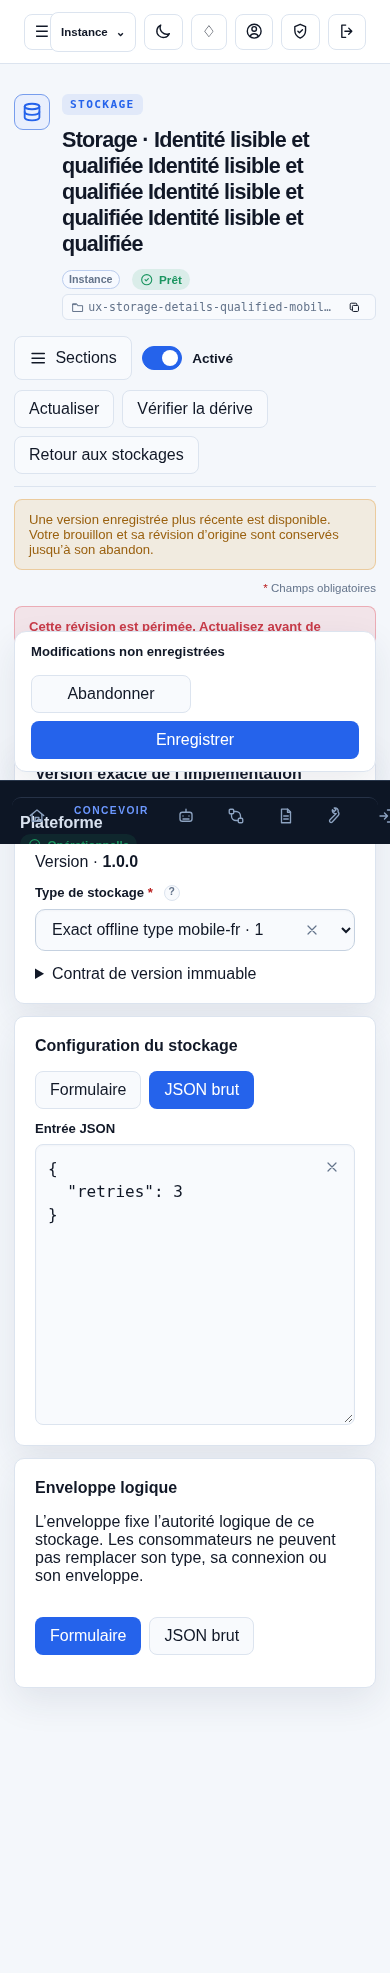 Instance
STOCKAGE
Storage · Identité lisible et
qualifiée Identité lisible et
qualifiée Identité lisible et
qualifiée Identité lisible et
qualifiée
Instance
Prêt
ux-storage-details-qualified-mobil…
Sections
Activé
Actualiser
Vérifier la dérive
Retour aux stockages
Une version enregistrée plus récente est disponible.
Votre brouillon et sa révision d’origine sont conservés
jusqu’à son abandon.
* Champs obligatoires
Cette révision est périmée. Actualisez avant de
Modifications non enregistrées
Abandonner
Enregistrer
Version exacte de l’implémentation
CONCEVOIR
Plateforme
Opérationnelle
Version · 1.0.0
Type de stockage * ?
Exact offline type mobile-fr · 1
Contrat de version immuable
Configuration du stockage
Formulaire
JSON brut
Entrée JSON
{
"retries": 3
}
Enveloppe logique
L’enveloppe fixe l’autorité logique de ce
stockage. Les consommateurs ne peuvent
pas remplacer son type, sa connexion ou
son enveloppe.
Formulaire
JSON brut